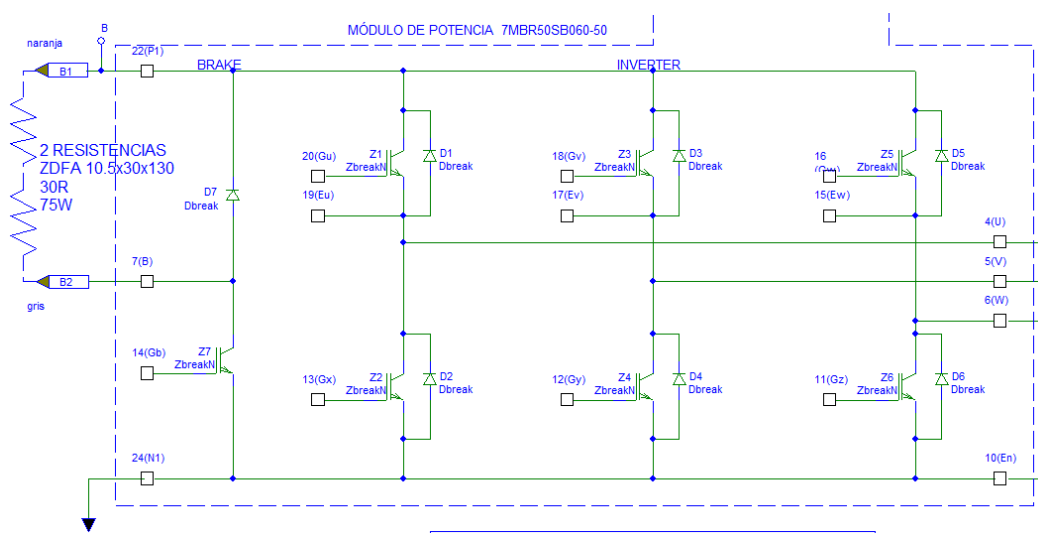 MÓDULO DE POTENCIA 7MBR50SB060-50
B
naranja
22(P1)
BRAKE
INVERTER
B1
2 RESISTENCIAS
ZDFA 10.5x30x130
30R
75W
D7
Dbreak
20(Gu)
Z1
ZbreakN
D1
Dbreak
19(Eu)
18(Gv)
Z3
ZbreakN
D3
Dbreak
17(Ev)
16
Z5
ZbreakN
D5
Dbreak
15(Ew)
4(U)
5(V)
6(W)
7(B)
B2
gris
14(Gb)
Z7
ZbreakN
13(Gx)
Z2
ZbreakN
D2
Dbreak
12(Gy)
Z4
ZbreakN
D4
Dbreak
11(Gz)
Z6
ZbreakN
D6
Dbreak
24(N1)
10(En)